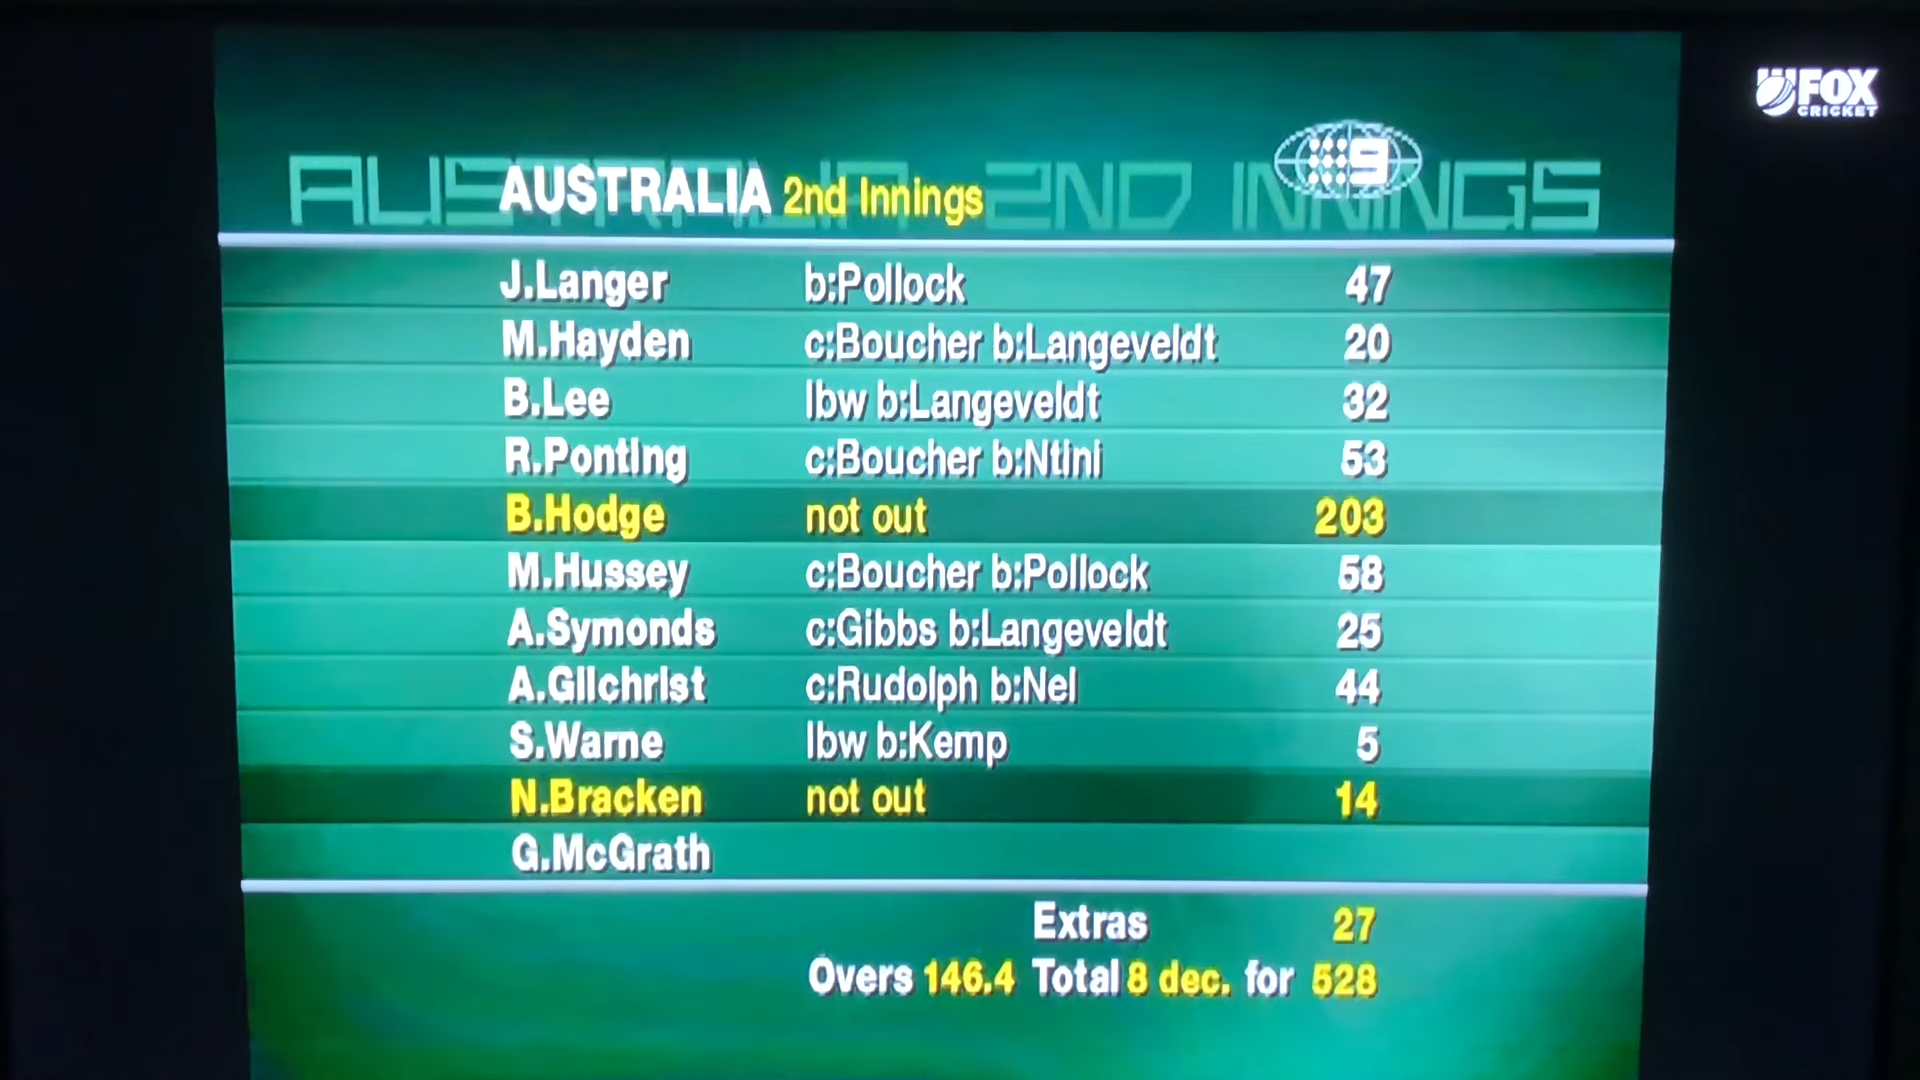 FOX
CRICKET
9
AUSTRALIA 2ND INNINGS
AUSTRALIA 2nd Innings
J.Langer b:Pollock 47
M.Hayden c:Boucher b:Langeveldt 20
B.Lee lbw b:Langeveldt 32
R.Ponting c:Boucher b:Ntini 53
B.Hodge not out 203
M.Hussey c:Boucher b:Pollock 58
A.Symonds c:Gibbs b:Langeveldt 25
A.Gilchrist c:Rudolph b:Nel 44
S.Warne lbw b:Kemp 5
N.Bracken not out 14
G.McGrath
Extras 27
Overs 146.4 Total 8 dec. for 528